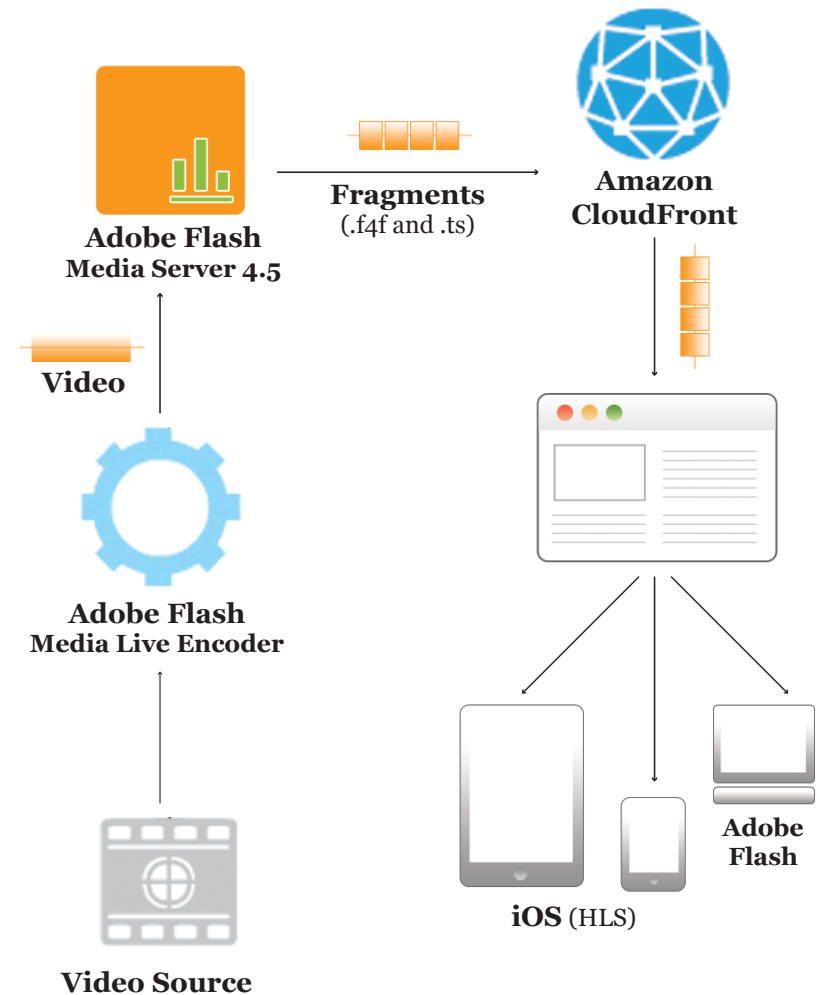 Adobe Flash
Media Server 4.5
Fragments
(.f4f and .ts)
Amazon
CloudFront
Video
Adobe Flash
Media Live Encoder
Video Source
iOS (HLS)
Adobe
Flash